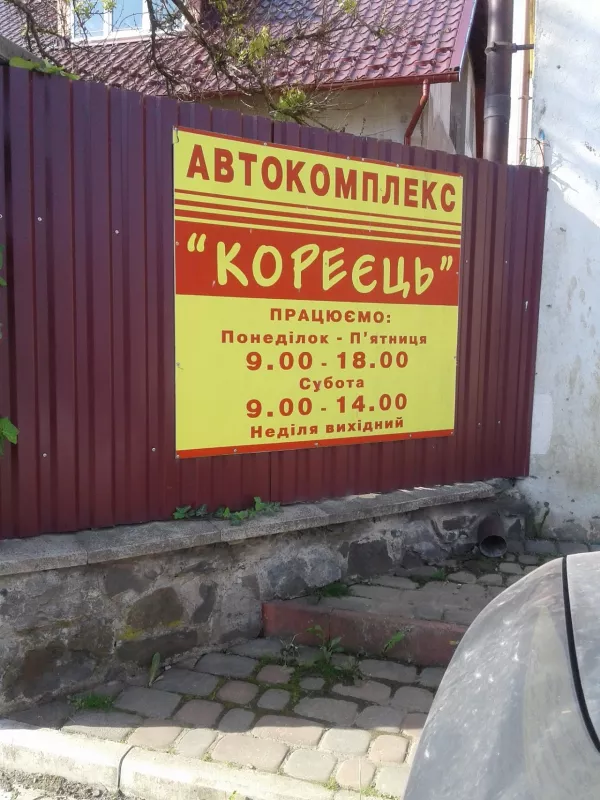 АВТОКОМПЛЕКС
"КОРЕЄЦЬ"
ПРАЦЮЄМО:
Понеділок - П'ятниця
9.00 - 18.00
Субота
9.00 - 14.00
Неділя вихідний